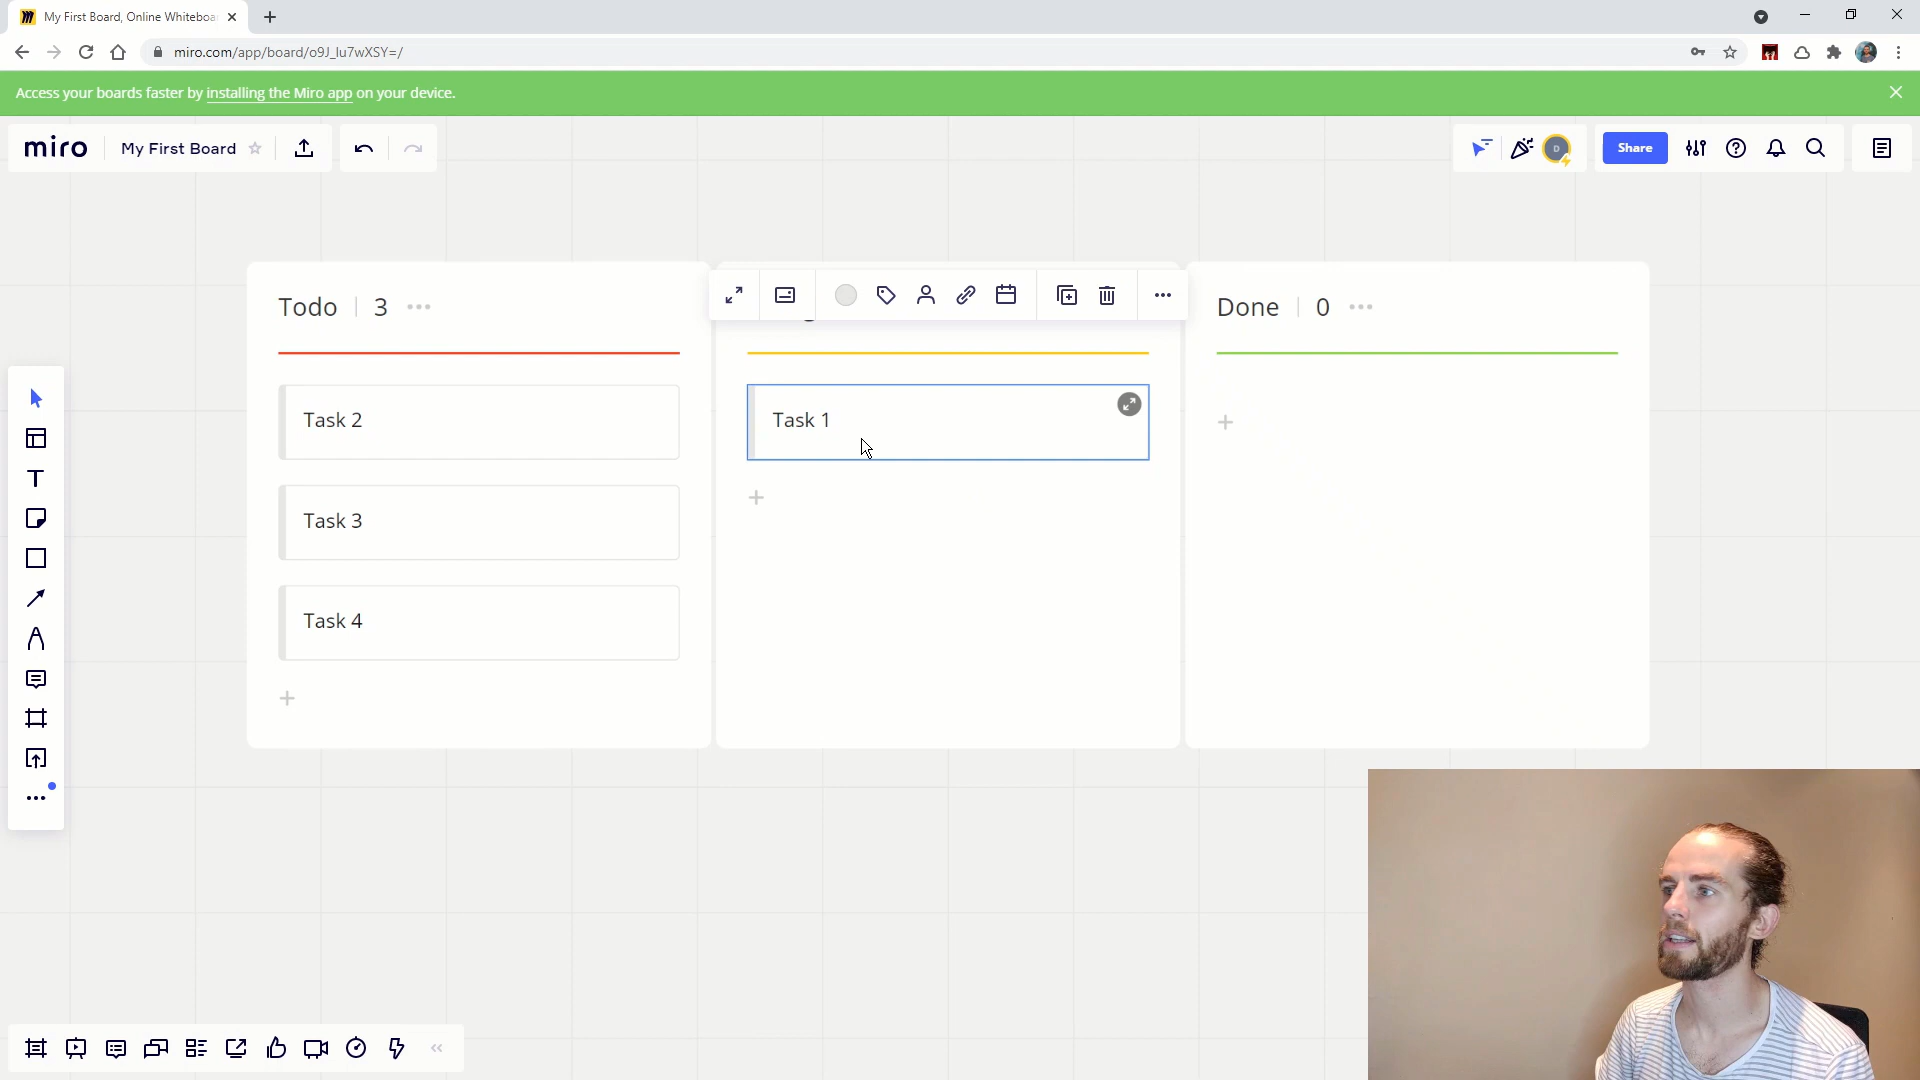 My First Board, Online Whiteboa
miro.com/app/board/o9J_lu7wXSY=/
Access your boards faster by installing the Miro app on your device.
miro
My First Board
D
Share
Todo 3
Done 0
Task 2
Task 1
Task 3
Task 4